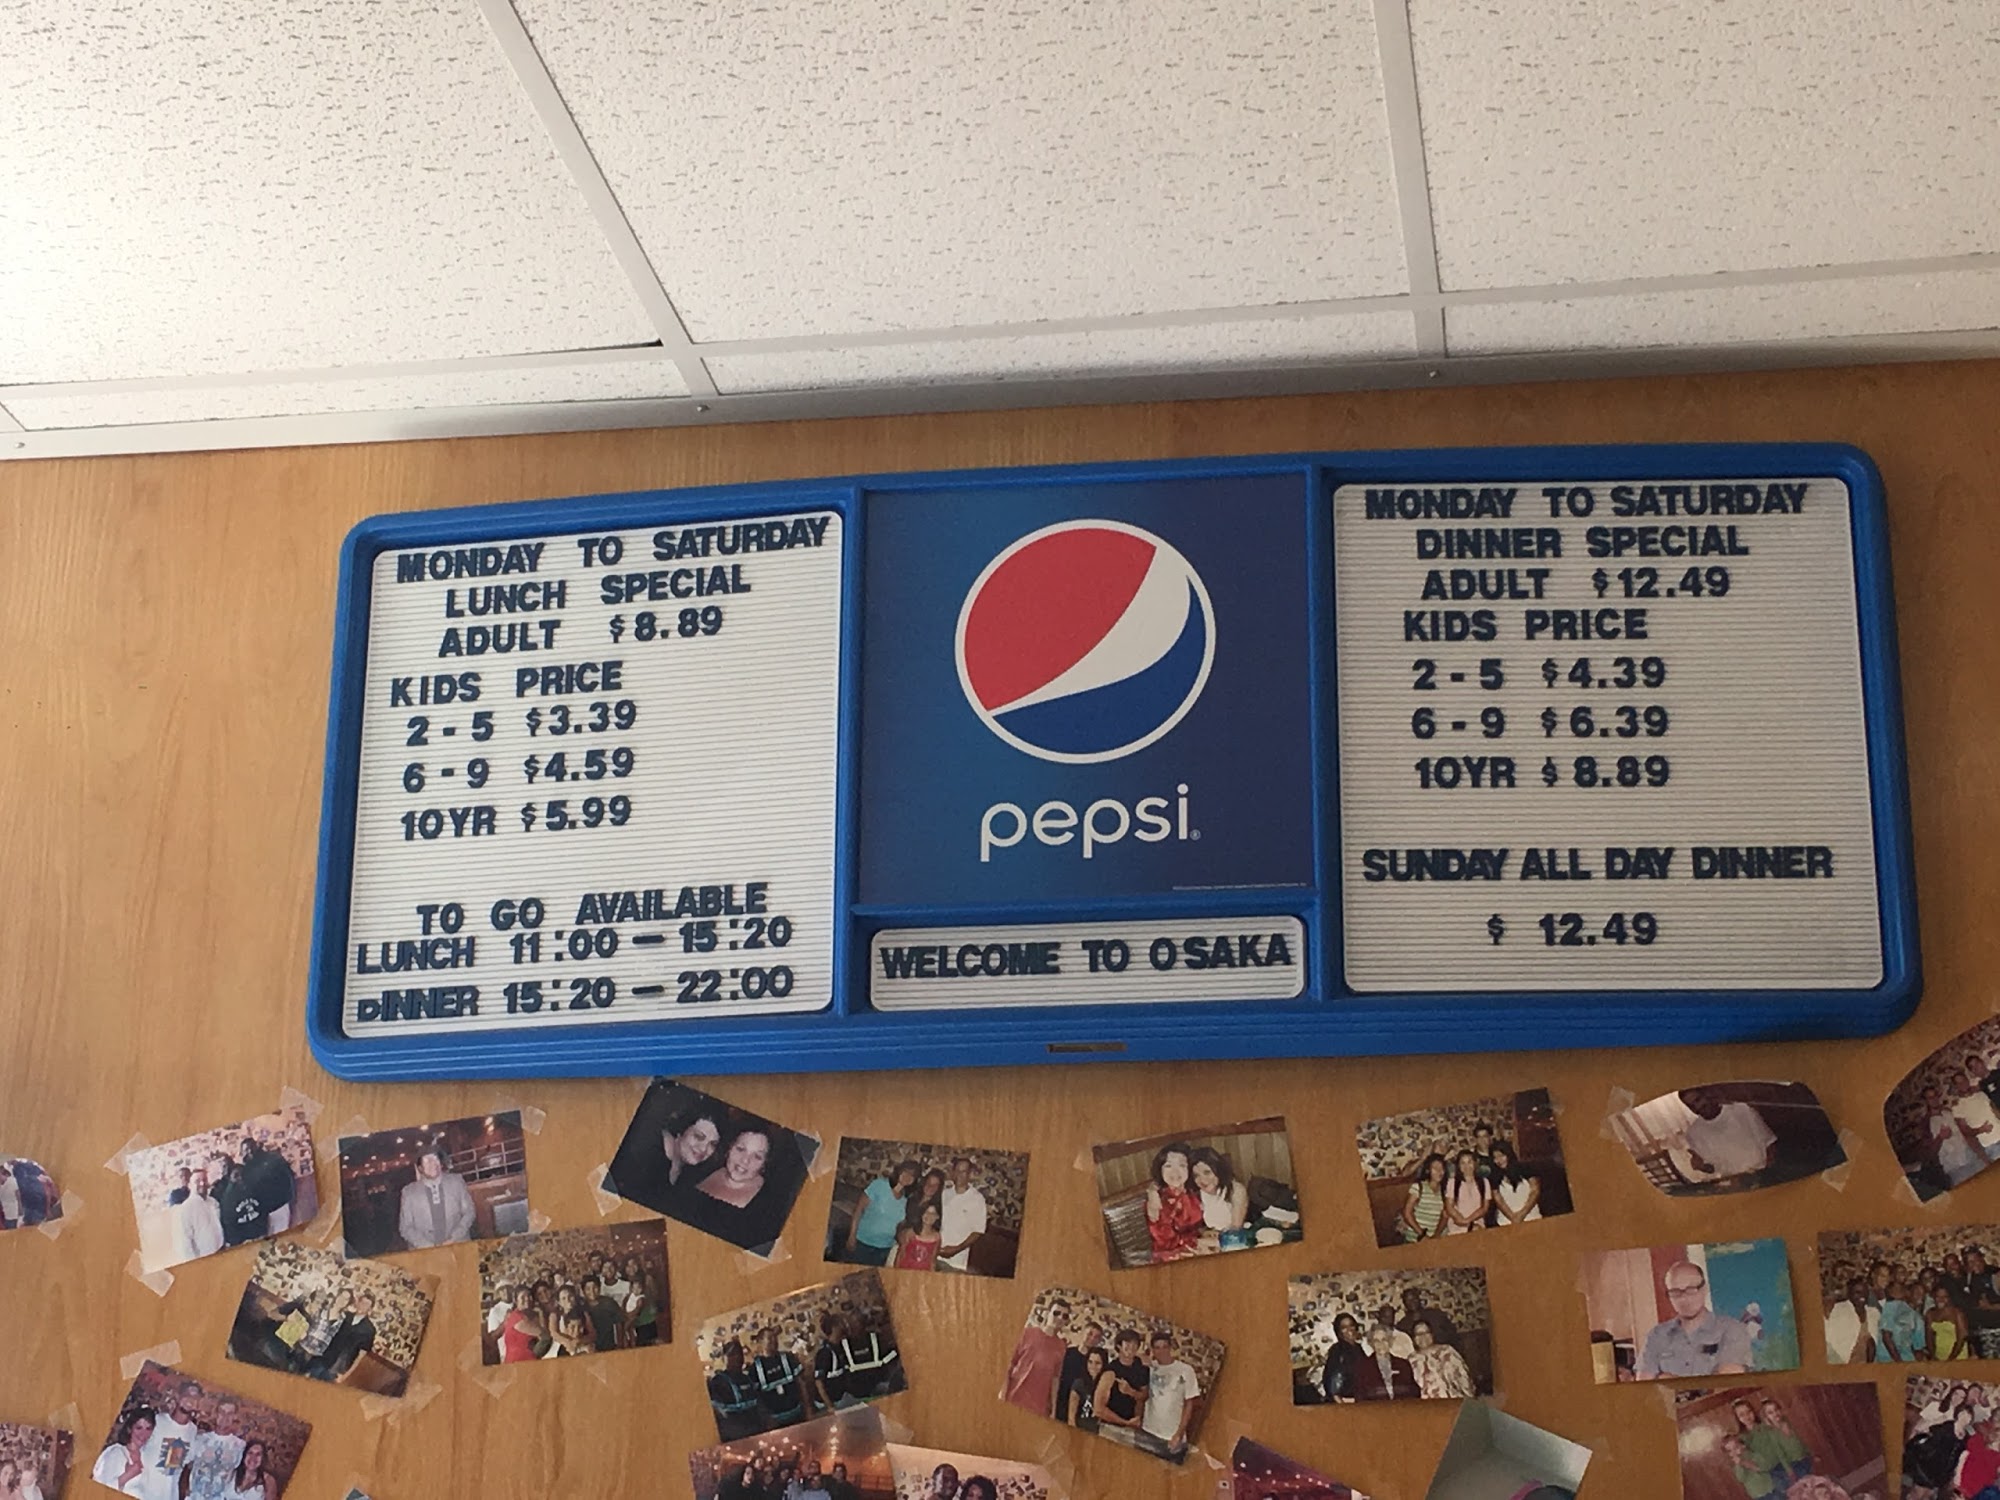 MONDAY TO SATURDAY
LUNCH SPECIAL
ADULT $8.89
KIDS PRICE
2 - 5 $3.39
6 - 9 $4.59
10YR $5.99
TO GO AVAILABLE
LUNCH 11:00 — 15:20
DINNER 15:20 — 22:00
pepsi®
WELCOME TO OSAKA
MONDAY TO SATURDAY
DINNER SPECIAL
ADULT $12.49
KIDS PRICE
2 - 5 $4.39
6 - 9 $6.39
10YR $8.89
SUNDAY ALL DAY DINNER
$ 12.49